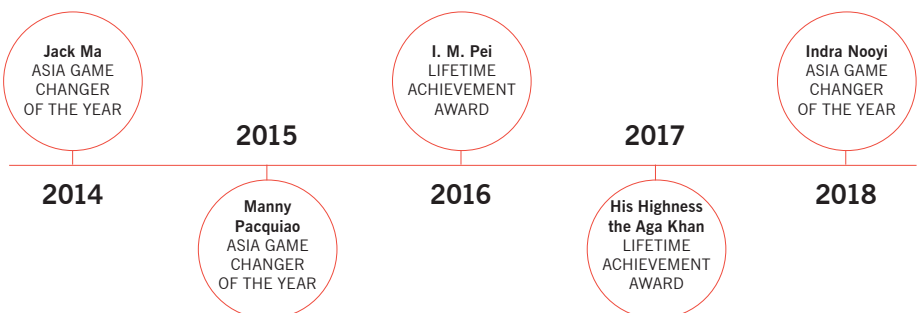 Jack Ma
ASIA GAME
CHANGER
OF THE YEAR
2014
2015
Manny
Pacquiao
ASIA GAME
CHANGER
OF THE YEAR
I. M. Pei
LIFETIME
ACHIEVEMENT
AWARD
2016
2017
His Highness
the Aga Khan
LIFETIME
ACHIEVEMENT
AWARD
Indra Nooyi
ASIA GAME
CHANGER
OF THE YEAR
2018